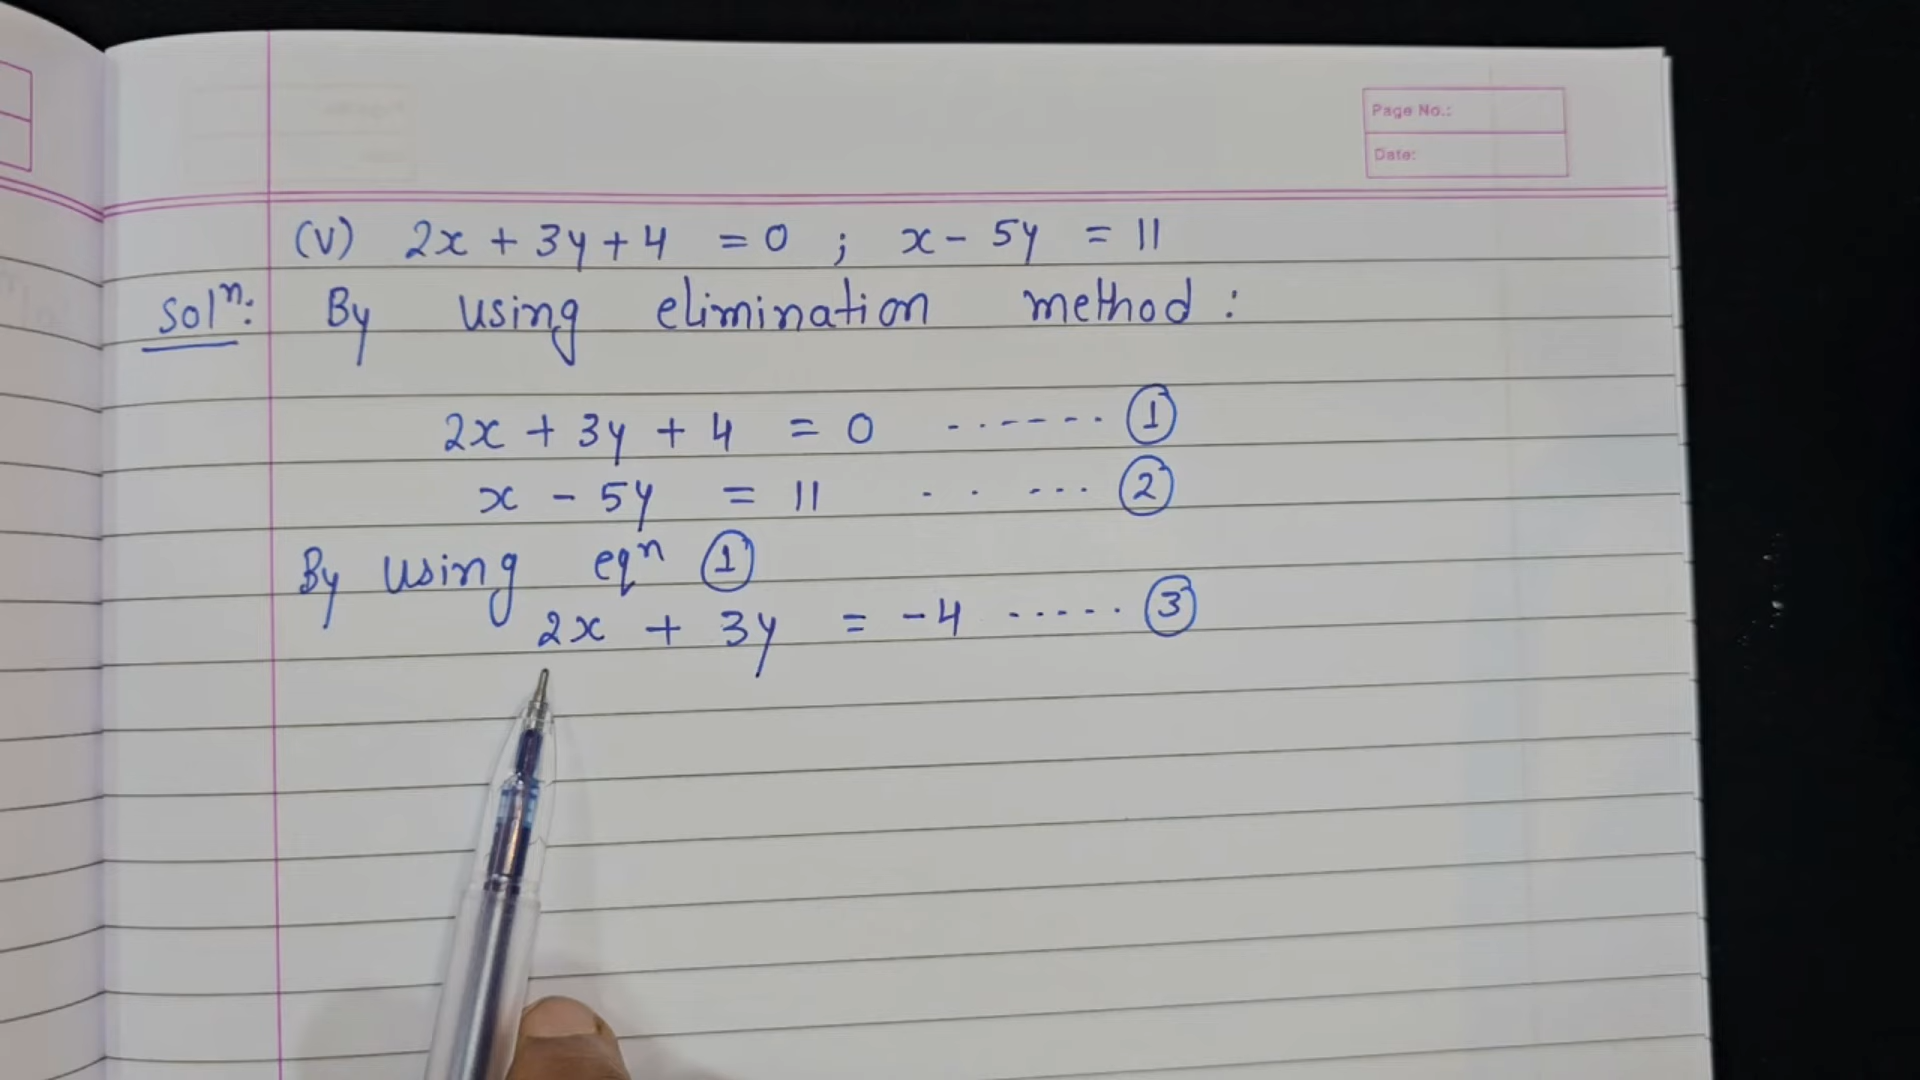 Page No.:
Date:
(V) 2x + 3y + 4 = 0 ; x - 5y = 11
Solⁿ: By using elimination method :
2x + 3y + 4 = 0 ------- ①
x - 5y = 11 . . --- ②
By using eqⁿ ①
2x + 3y = -4 ----- ③